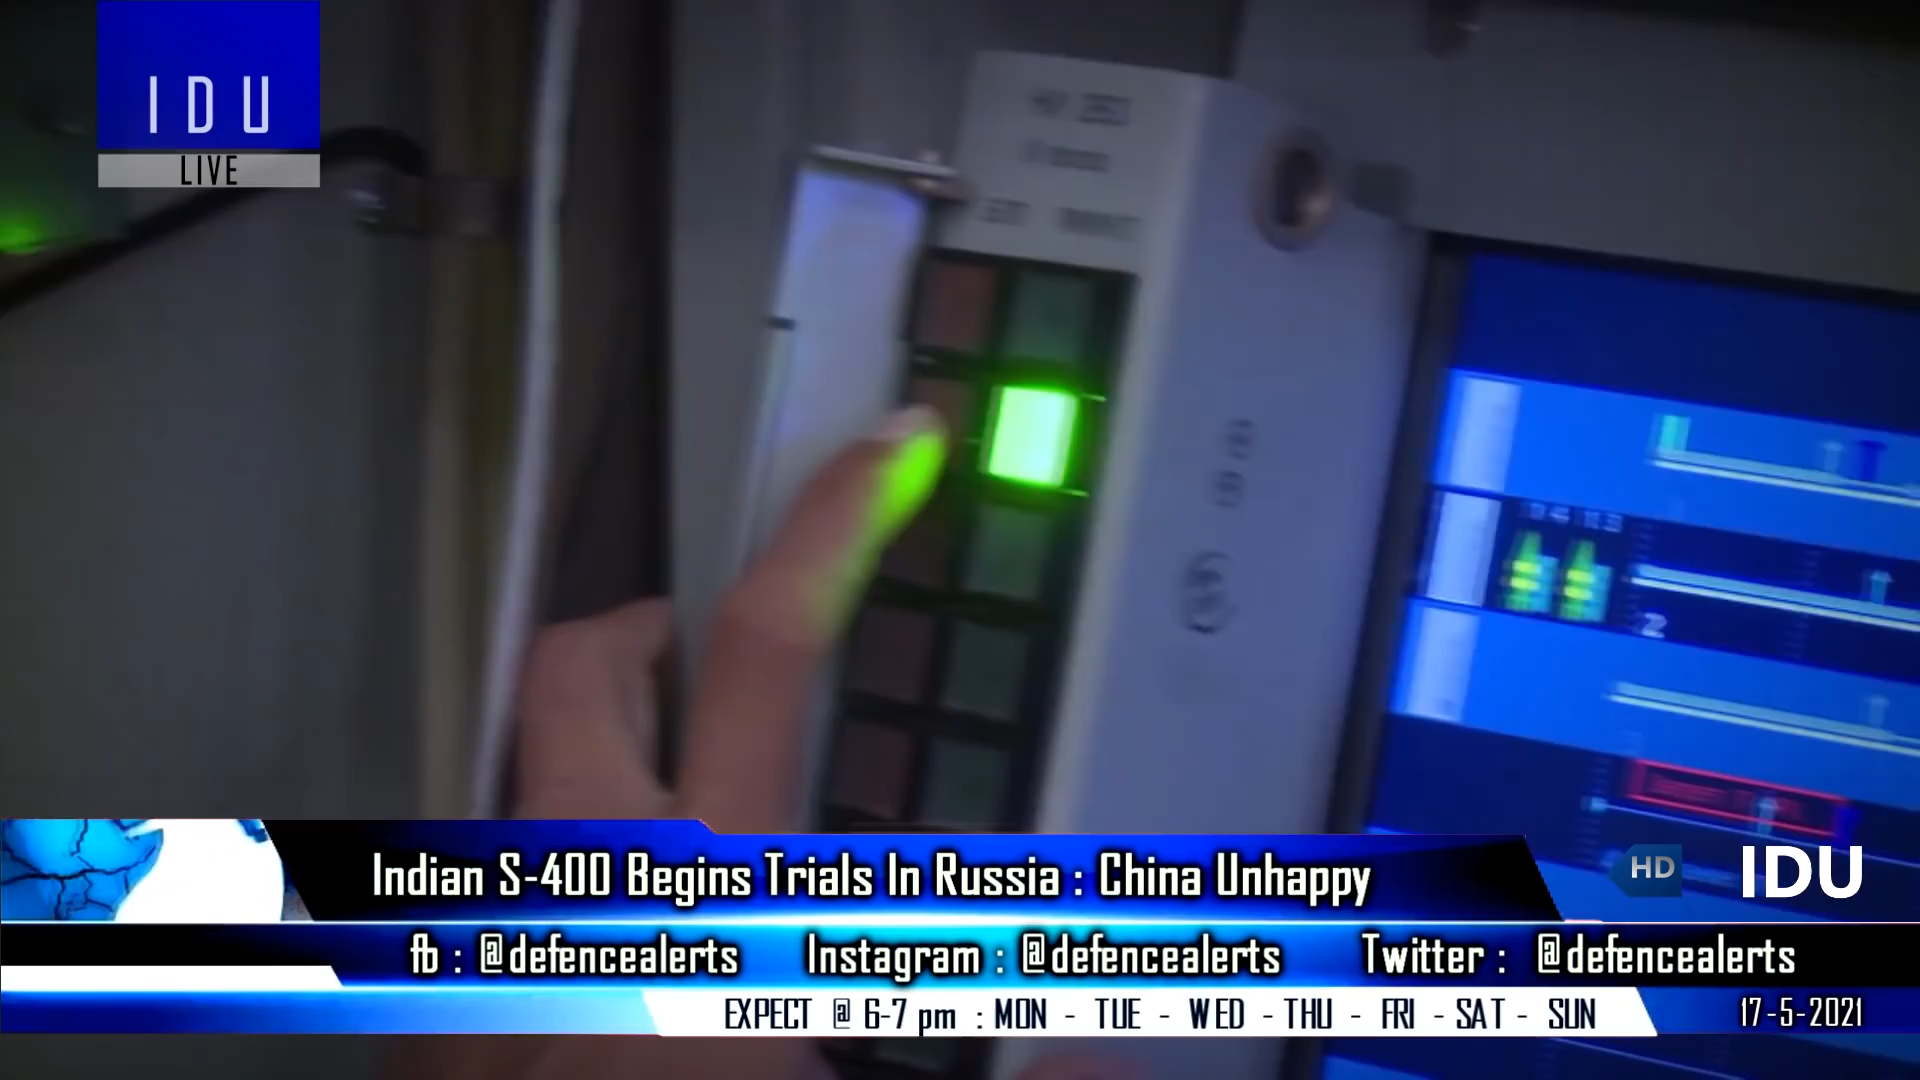 IDU
LIVE
Indian S-400 Begins Trials In Russia : China Unhappy
HD
IDU
fb : @defencealerts Instagram : @defencealerts Twitter : @defencealerts
EXPECT @ 6-7 pm : MON - TUE - WED - THU - FRI - SAT - SUN
17-5-2021